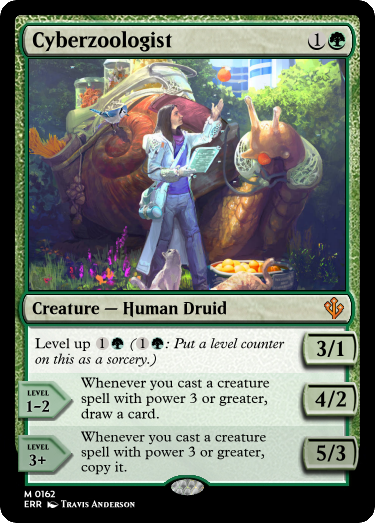 Cyberzoologist 1
Creature — Human Druid
Level up 1 (1: Put a level counter
on this as a sorcery.)
3/1
LEVEL
1-2
Whenever you cast a creature
spell with power 3 or greater,
draw a card.
4/2
LEVEL
3+
Whenever you cast a creature
spell with power 3 or greater,
copy it.
5/3
M 0162
ERR Travis Anderson